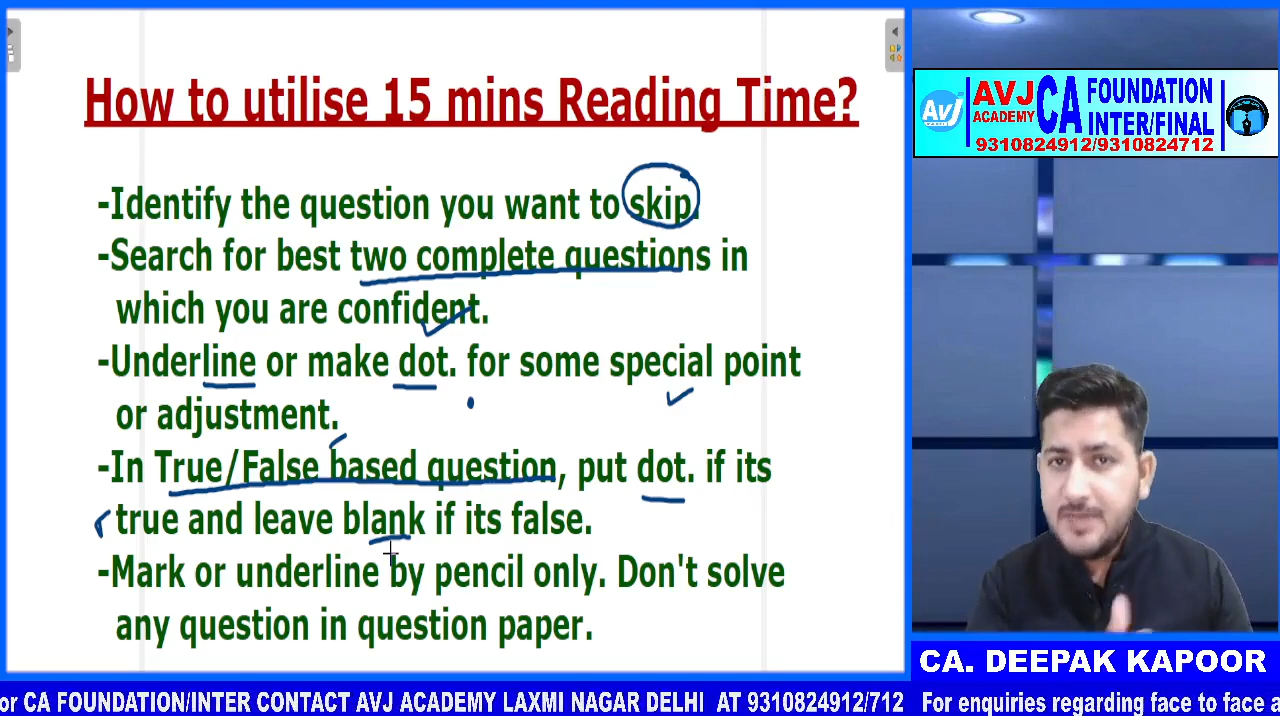 How to utilise 15 mins Reading Time?
-Identify the question you want to skip.
-Search for best two complete questions in
which you are confident.
-Underline or make dot. for some special point
or adjustment.
-In True/False based question, put dot. if its
true and leave blank if its false.
-Mark or underline by pencil only. Don't solve
any question in question paper.
AVJ
AVJ
ACADEMY
CA
FOUNDATION
INTER/FINAL
9310824912/9310824712
CA. DEEPAK KAPOOR
or CA FOUNDATION/INTER CONTACT AVJ ACADEMY LAXMI NAGAR DELHI AT 9310824912/712 For enquiries regarding face to face a